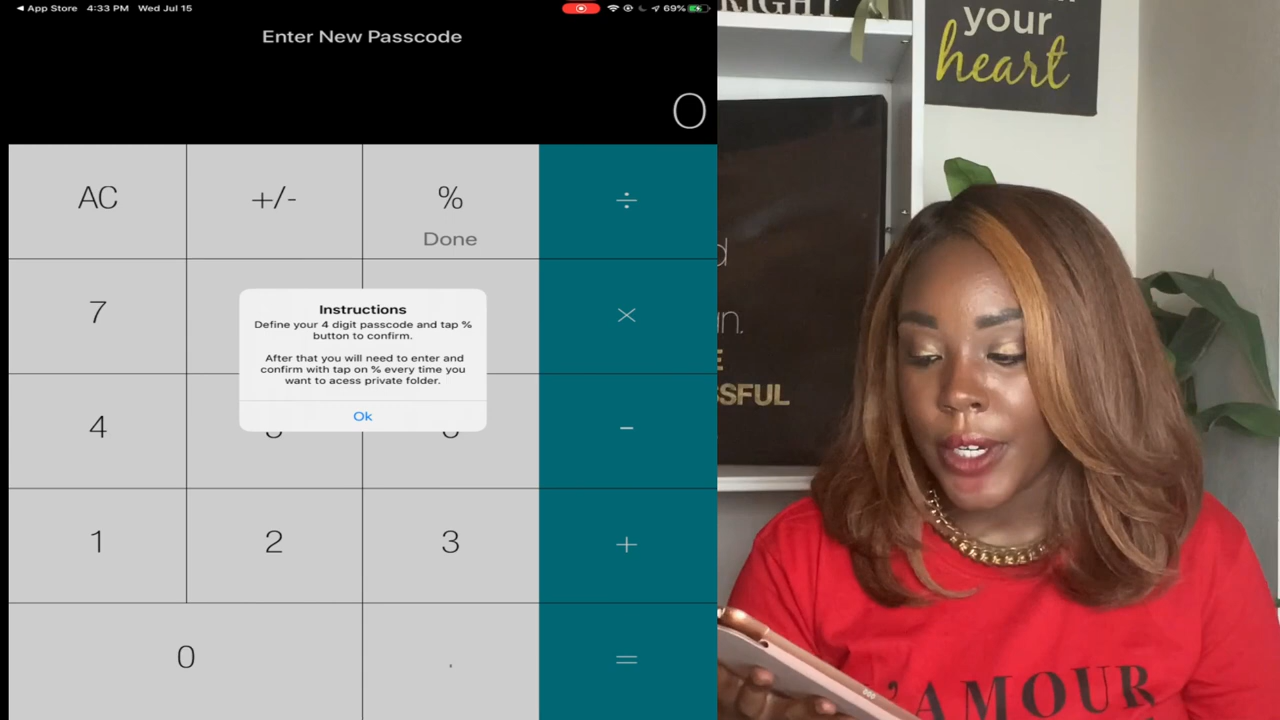 App Store 4:33 PM Wed Jul 15
69%
Enter New Passcode
0
AC +/- % ÷
Done
7 ×
Instructions
Define your 4 digit passcode and tap %
button to confirm.
After that you will need to enter and
confirm with tap on % every time you
want to acess private folder.
Ok
4 -
1 2 3 +
0 . =
RIGHT
your
heart
SSFUL
L'AMOUR